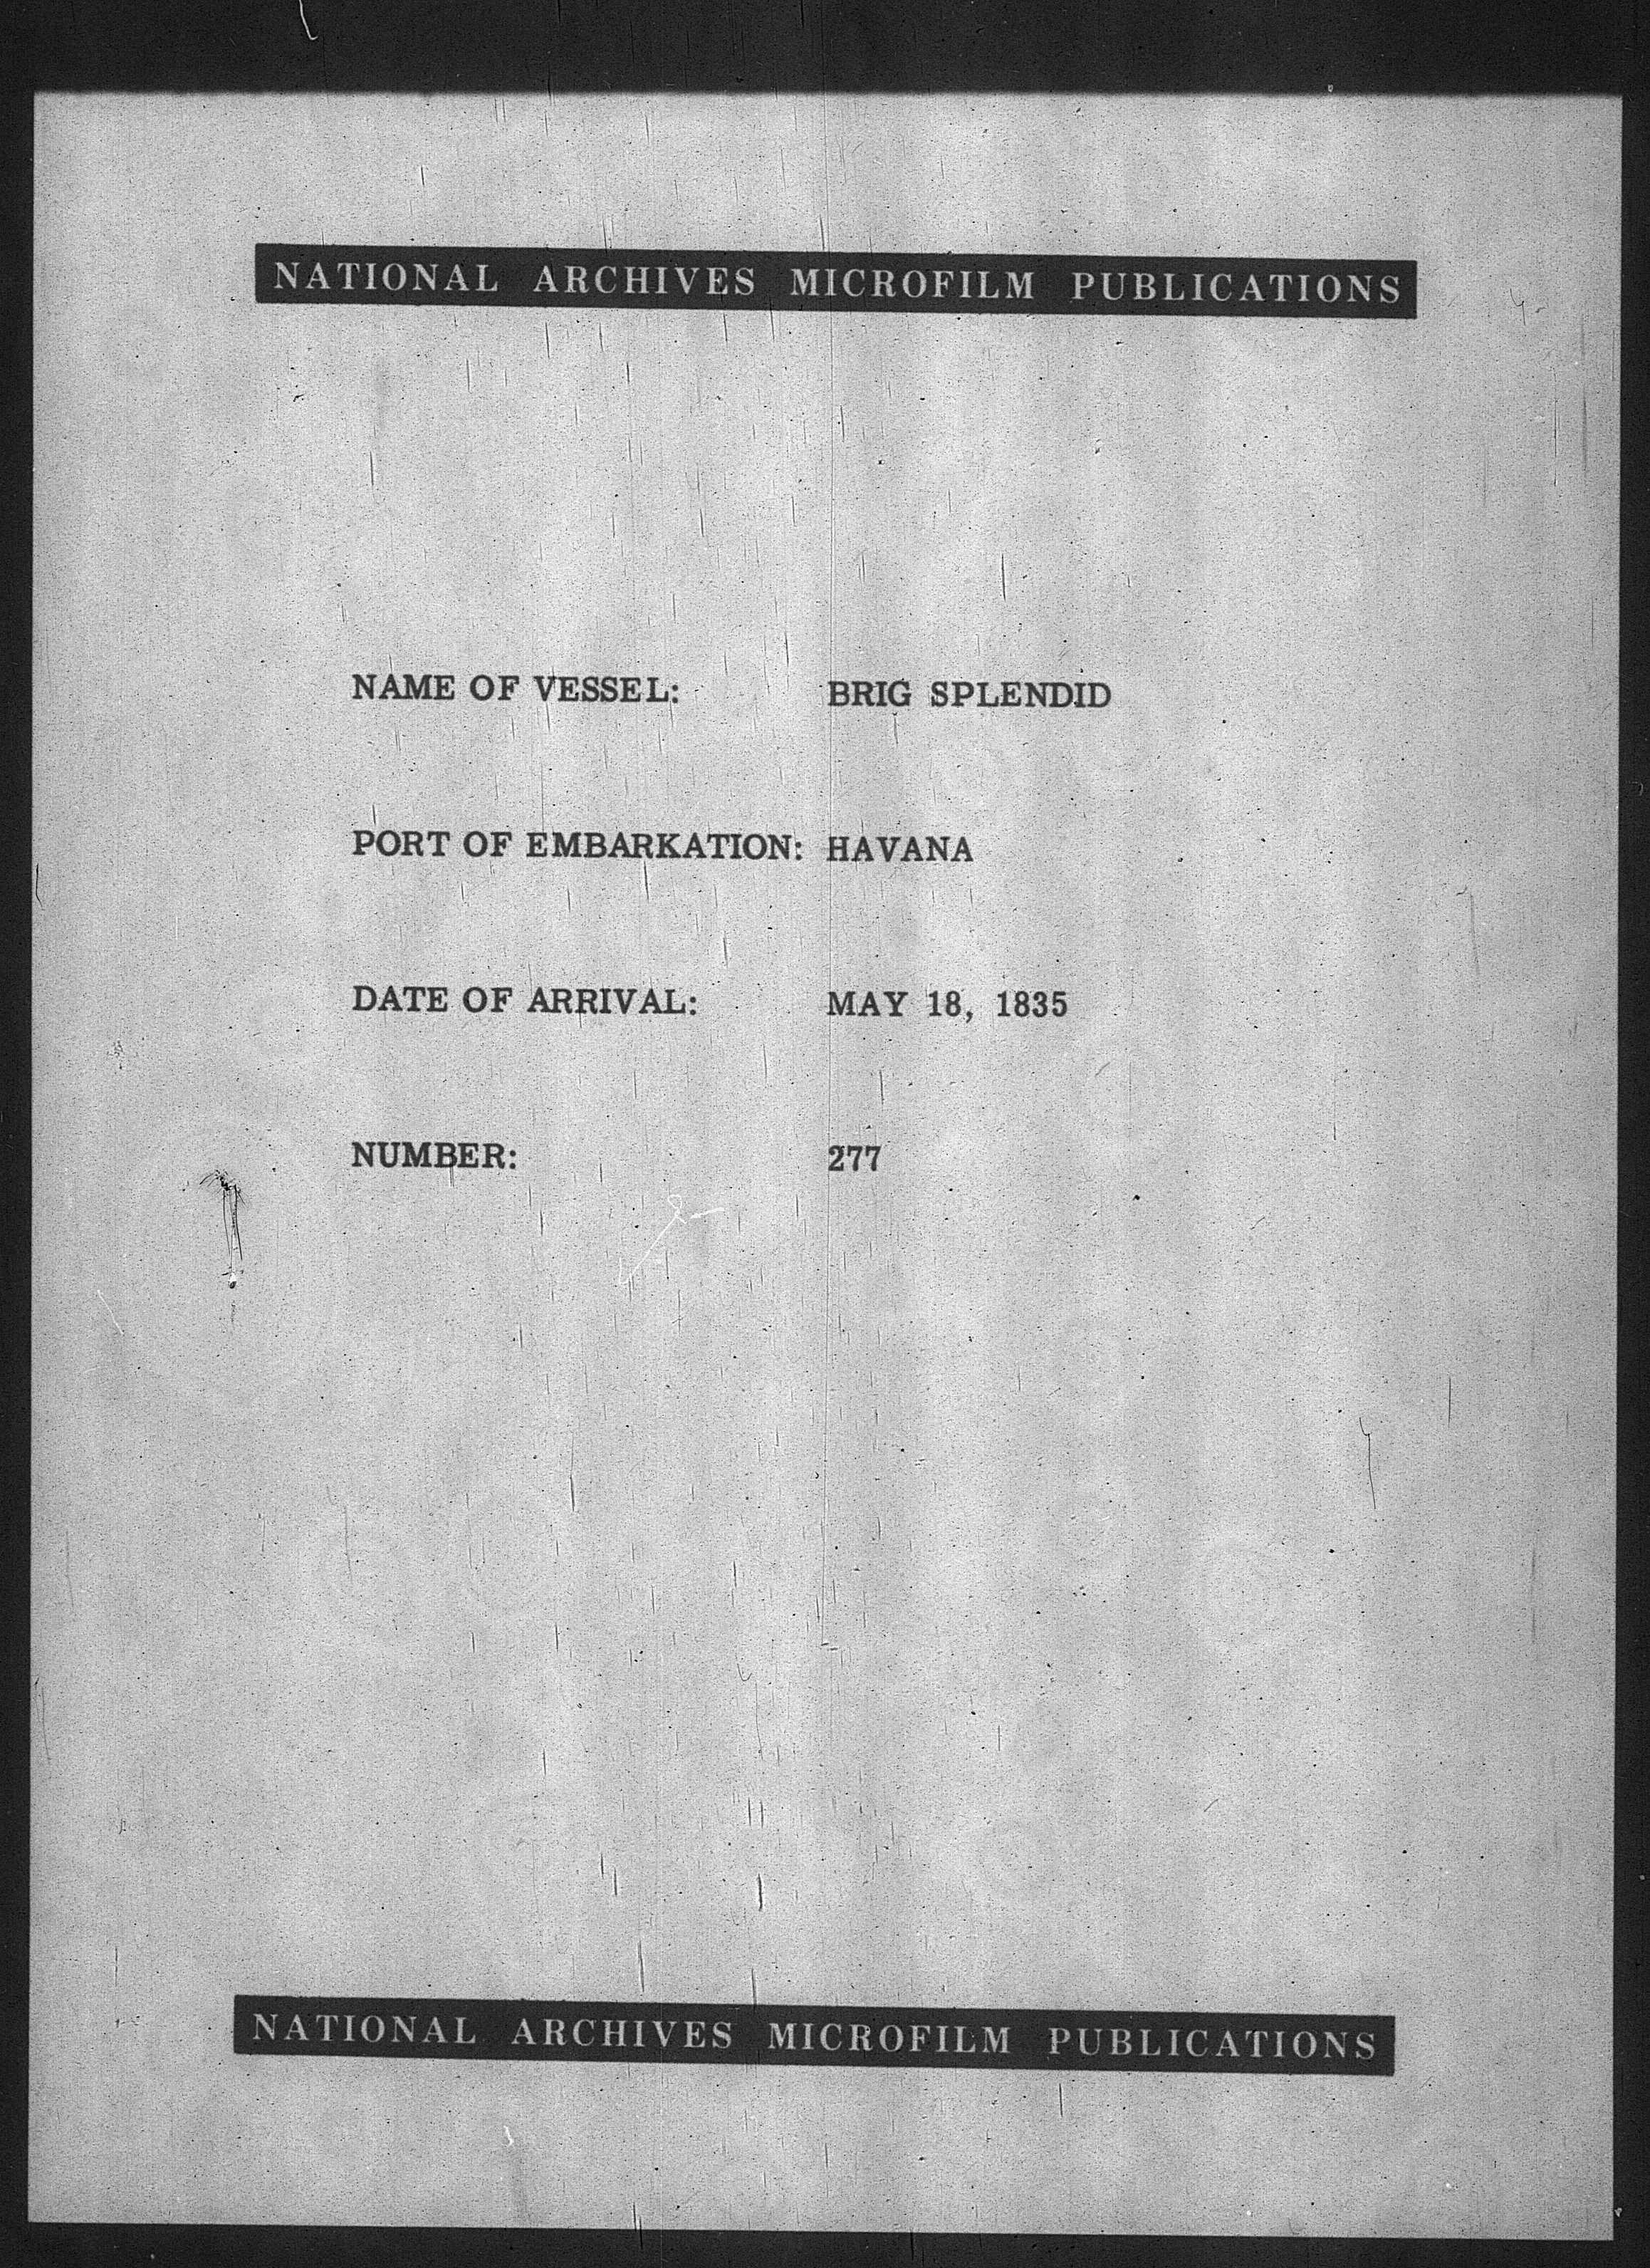 NATIONAL ARCHIVES MICROFILM PUBLICATIONS
NAME OF VESSEL: BRIG SPLENDID
PORT OF EMBARKATION: HAVANA
DATE OF ARRIVAL: MAY 18, 1835
NUMBER: 277
NATIONAL ARCHIVES MICROFILM PUBLICATIONS